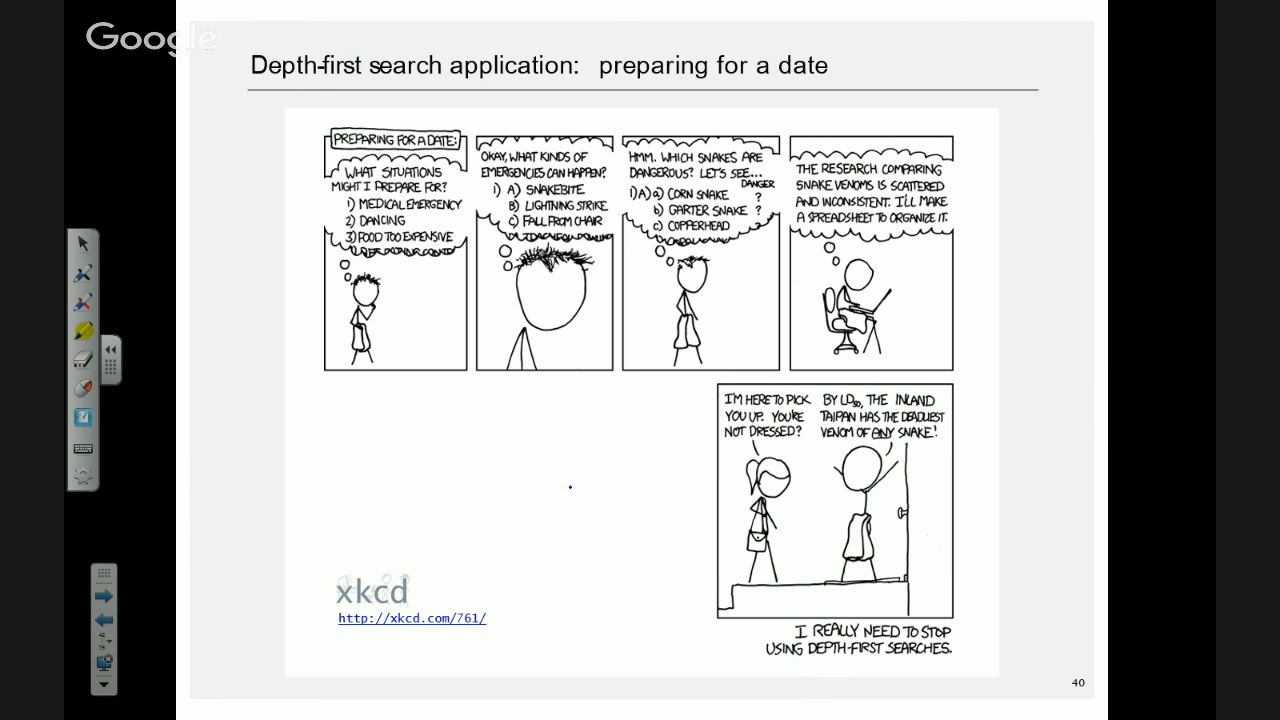 Google
Depth-first search application: preparing for a date
PREPARING FOR A DATE:
WHAT SITUATIONS
MIGHT I PREPARE FOR?
1) MEDICAL EMERGENCY
2) DANCING
3) FOOD TOO EXPENSIVE
OKAY, WHAT KINDS OF
EMERGENCIES CAN HAPPEN?
1) A) SNAKEBITE
B) LIGHTNING STRIKE
C) FALL FROM CHAIR
HMM. WHICH SNAKES ARE
DANGEROUS? LET'S SEE...
DANGER
1) A) a) CORN SNAKE ?
b) GARTER SNAKE ?
c) COPPERHEAD
THE RESEARCH COMPARING
SNAKE VENOMS IS SCATTERED
AND INCONSISTENT. I'LL MAKE
A SPREADSHEET TO ORGANIZE IT.
I'M HERE TO PICK
YOU UP. YOU'RE
NOT DRESSED?
BY LD50, THE INLAND
TAIPAN HAS THE DEADLIEST
VENOM OF ANY SNAKE!
I REALLY NEED TO STOP
USING DEPTH-FIRST SEARCHES.
xkcd
http://xkcd.com/761/
40